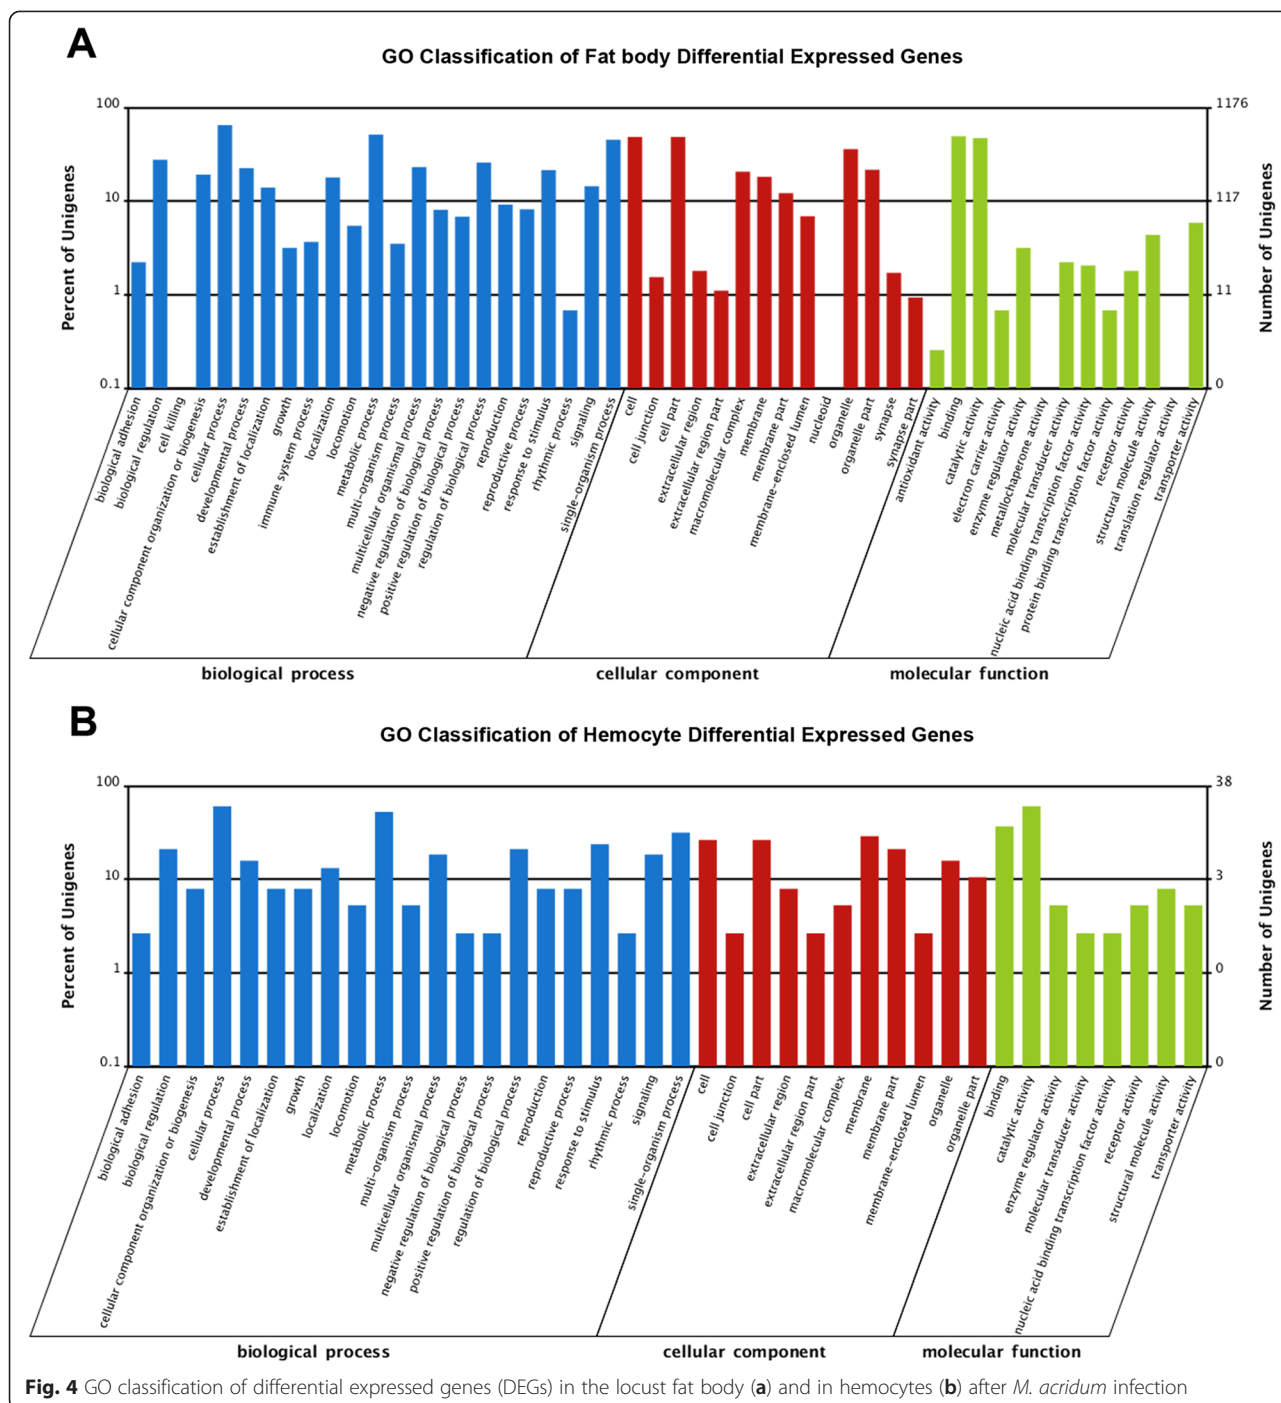 A
GO Classification of Fat body Differential Expressed Genes
Percent of Unigenes
100
10
1
0.1
1176
117
11
0
Number of Unigenes
biological adhesion
biological regulation
cell killing
cellular component organization or biogenesis
cellular process
developmental process
establishment of localization
growth
immune system process
localization
locomotion
metabolic process
multi-organism process
multicellular organismal process
negative regulation of biological process
positive regulation of biological process
regulation of biological process
reproduction
reproductive process
response to stimulus
rhythmic process
signaling
single-organism process
cell
cell junction
cell part
extracellular region
extracellular region part
macromolecular complex
membrane
membrane part
membrane-enclosed lumen
nucleoid
organelle
organelle part
synapse
synapse part
antioxidant activity
binding
catalytic activity
electron carrier activity
enzyme regulator activity
metallochaperone activity
molecular transducer activity
nucleic acid binding transcription factor activity
protein binding transcription factor activity
receptor activity
structural molecule activity
translation regulator activity
transporter activity
biological process
cellular component
molecular function
B
GO Classification of Hemocyte Differential Expressed Genes
Percent of Unigenes
100
10
1
0.1
38
3
0
0
Number of Unigenes
biological adhesion
biological regulation
cellular component organization or biogenesis
cellular process
developmental process
establishment of localization
growth
localization
locomotion
metabolic process
multi-organism process
multicellular organismal process
negative regulation of biological process
positive regulation of biological process
regulation of biological process
reproduction
reproductive process
response to stimulus
rhythmic process
signaling
single-organism process
cell
cell junction
cell part
extracellular region
extracellular region part
macromolecular complex
membrane
membrane part
membrane-enclosed lumen
organelle
organelle part
binding
catalytic activity
enzyme regulator activity
molecular transducer activity
nucleic acid binding transcription factor activity
receptor activity
structural molecule activity
transporter activity
biological process
cellular component
molecular function
Fig. 4 GO classification of differential expressed genes (DEGs) in the locust fat body (a) and in hemocytes (b) after M. acridum infection